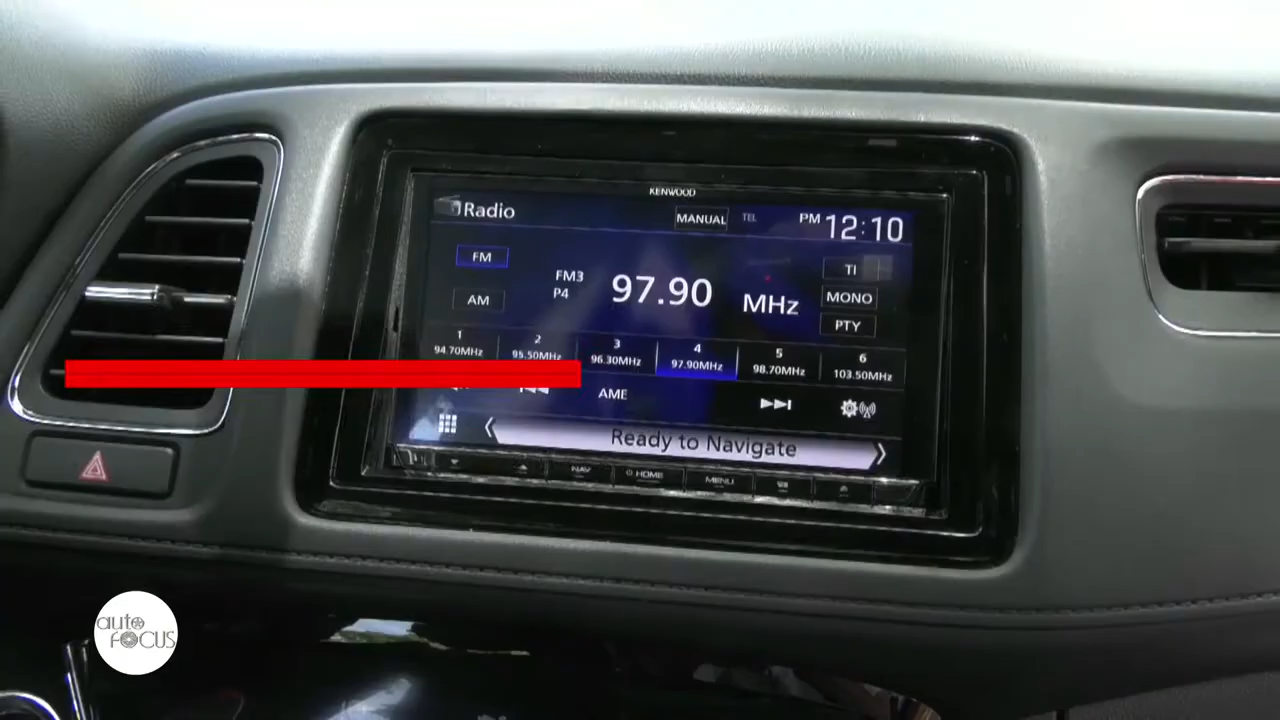 KENWOOD
Radio
MANUAL
TEL
PM 12:10
FM
FM3
P4
97.90 MHz
TI
AM
MONO
PTY
1 2 3 4 5 6
94.70MHz 95.50MHz 96.30MHz 97.90MHz 98.70MHz 103.50MHz
AME
Ready to Navigate
NAV HOME MENU
auto
FOCUS